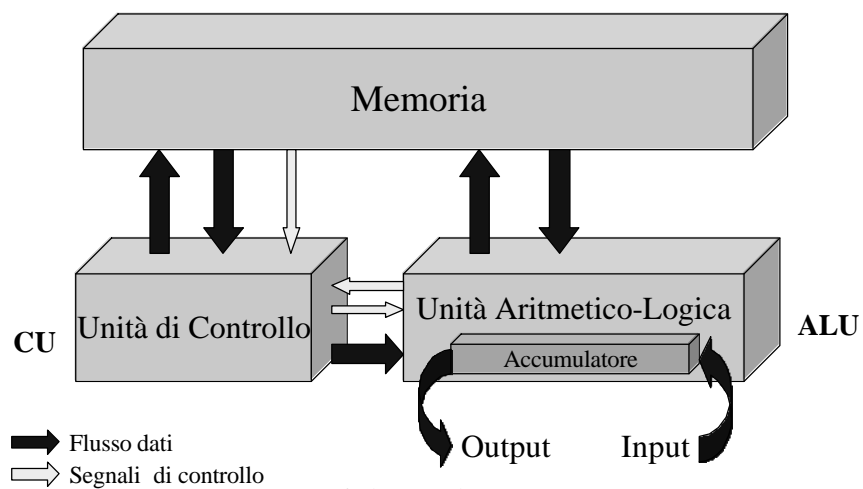 Memoria
Unità di Controllo
Unità Aritmetico-Logica
CU
ALU
Accumulatore
Flusso dati
Output
Input
Segnali di controllo